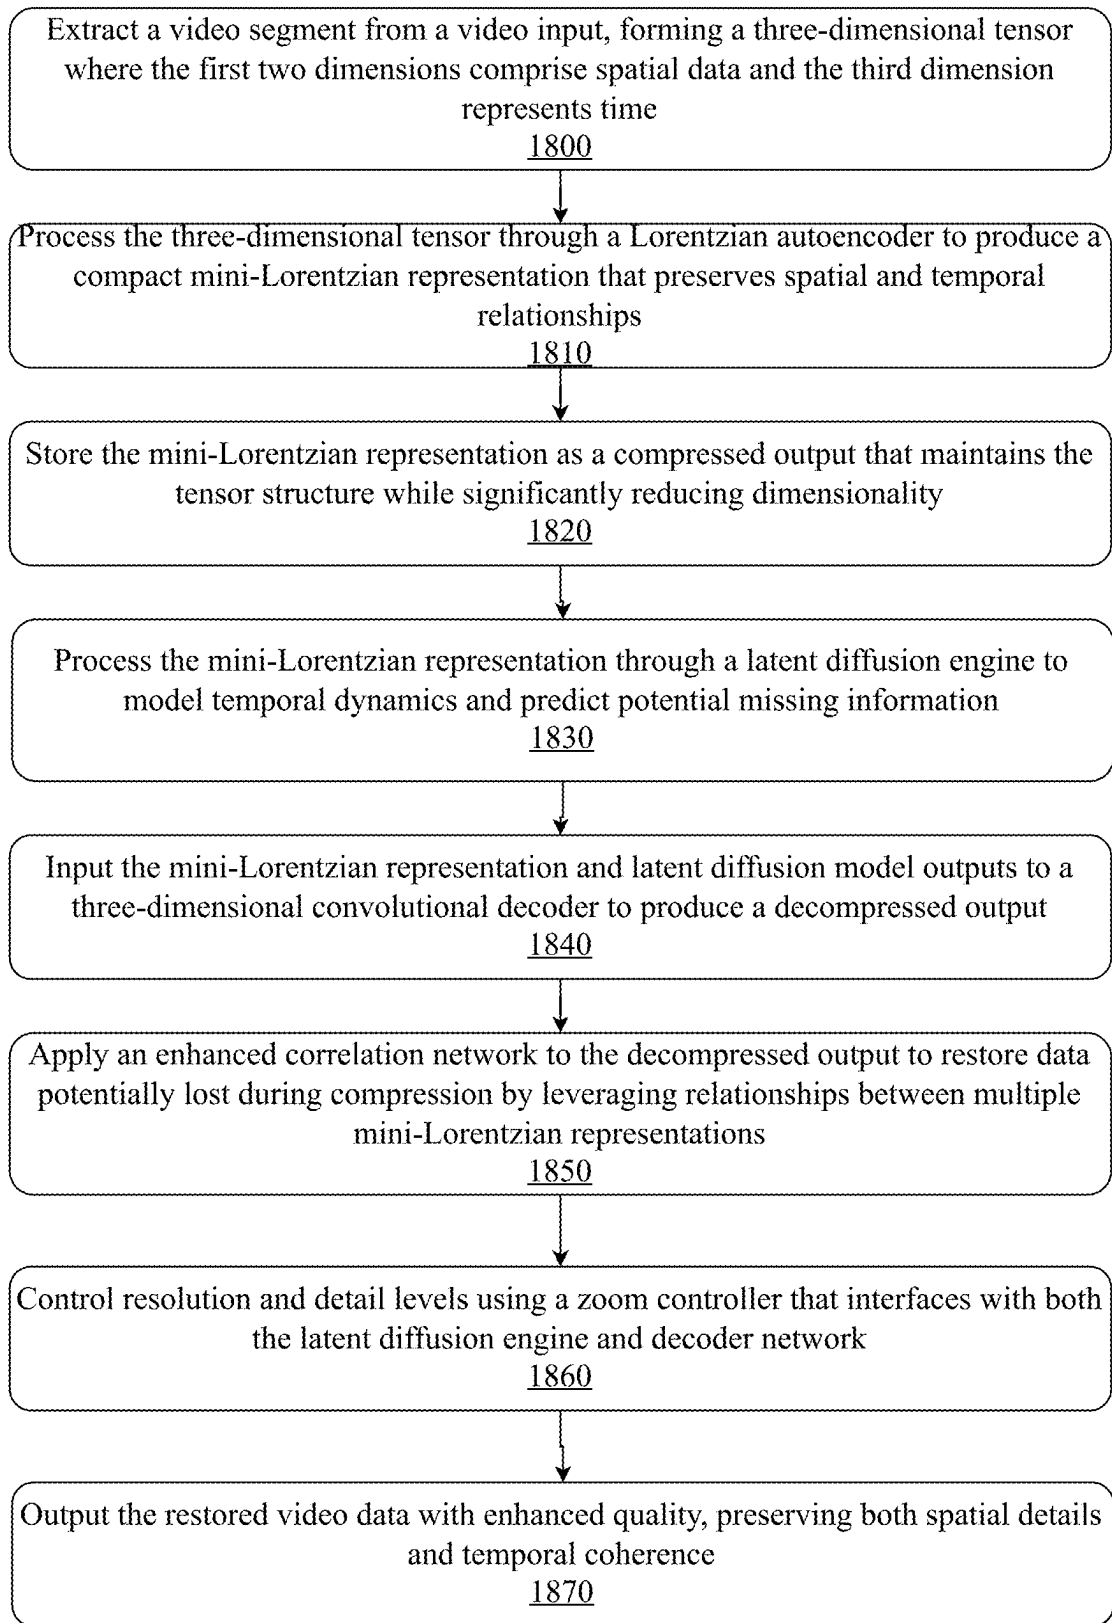 Extract a video segment from a video input, forming a three-dimensional tensor
where the first two dimensions comprise spatial data and the third dimension
represents time
1800
Process the three-dimensional tensor through a Lorentzian autoencoder to produce a
compact mini-Lorentzian representation that preserves spatial and temporal
relationships
1810
Store the mini-Lorentzian representation as a compressed output that maintains the
tensor structure while significantly reducing dimensionality
1820
Process the mini-Lorentzian representation through a latent diffusion engine to
model temporal dynamics and predict potential missing information
1830
Input the mini-Lorentzian representation and latent diffusion model outputs to a
three-dimensional convolutional decoder to produce a decompressed output
1840
Apply an enhanced correlation network to the decompressed output to restore data
potentially lost during compression by leveraging relationships between multiple
mini-Lorentzian representations
1850
Control resolution and detail levels using a zoom controller that interfaces with both
the latent diffusion engine and decoder network
1860
Output the restored video data with enhanced quality, preserving both spatial details
and temporal coherence
1870